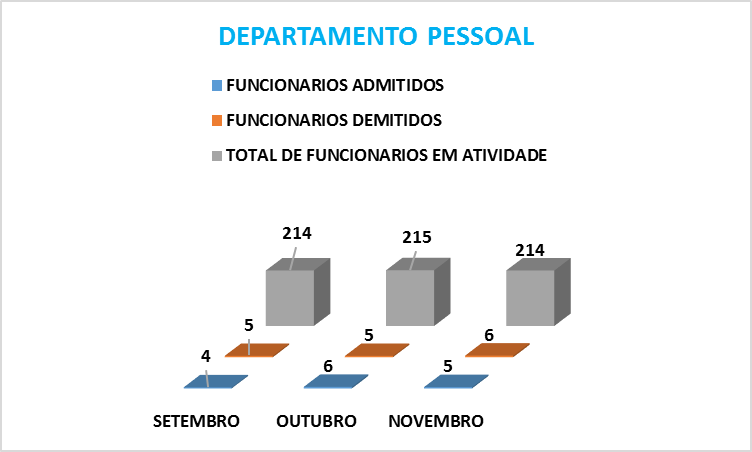 DEPARTAMENTO PESSOAL
FUNCIONARIOS ADMITIDOS
FUNCIONARIOS DEMITIDOS
TOTAL DE FUNCIONARIOS EM ATIVIDADE
214 215 214
5 5 6
4 6 5
SETEMBRO OUTUBRO NOVEMBRO